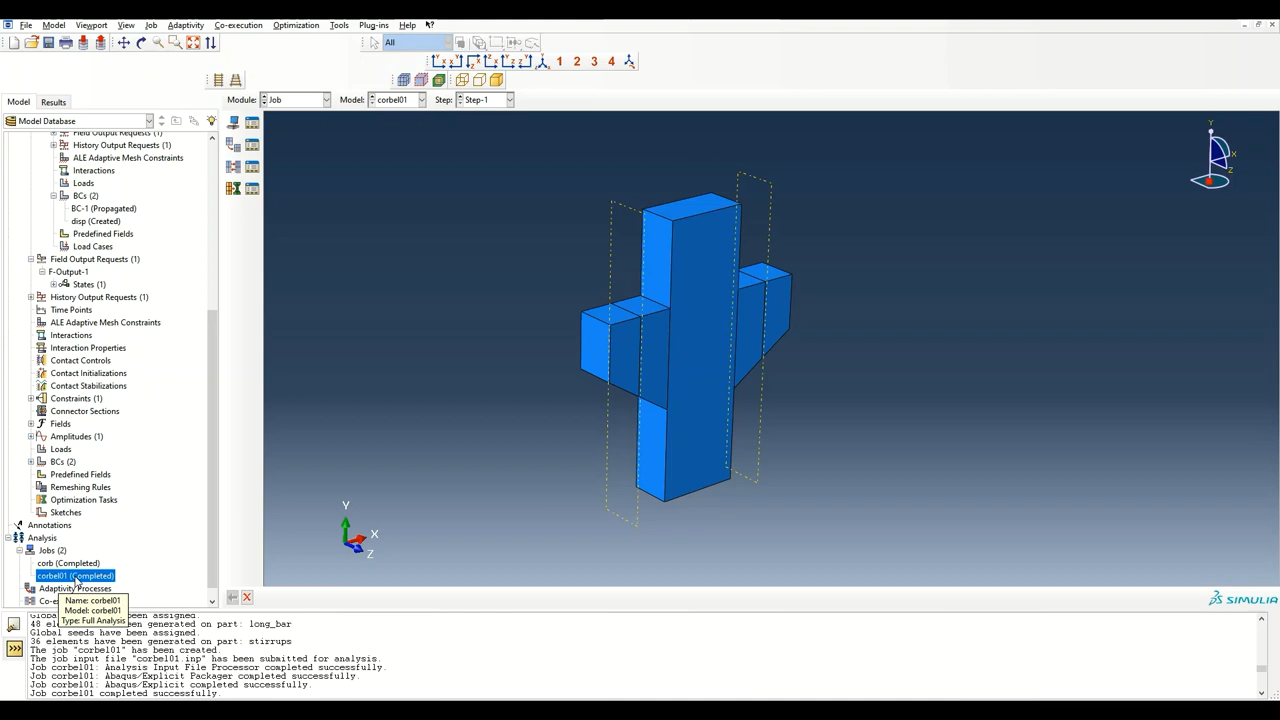 File Model Viewport View Job Adaptivity Co-execution Optimization Tools Plug-ins Help
All
1 2 3 4
Model Results
Module: Job Model: corbel01 Step: Step-1
Model Database
Field Output Requests (1)
History Output Requests (1)
ALE Adaptive Mesh Constraints
Interactions
Loads
BCs (2)
BC-1 (Propagated)
disp (Created)
Predefined Fields
Load Cases
Field Output Requests (1)
F-Output-1
States (1)
History Output Requests (1)
Time Points
ALE Adaptive Mesh Constraints
Interactions
Interaction Properties
Contact Controls
Contact Initializations
Contact Stabilizations
Constraints (1)
Connector Sections
Fields
Amplitudes (1)
Loads
BCs (2)
Predefined Fields
Remeshing Rules
Optimization Tasks
Sketches
Annotations
Analysis
Jobs (2)
corb (Completed)
corbel01 (Completed)
Adaptivity Processes
Co-e
Name: corbel01
Model: corbel01
Type: Full Analysis
Y
X
Z
Y
X
Z
SIMULIA
Global seeds have been assigned.
48 el been generated on part: long_bar
Global seeds have been assigned.
36 elements have been generated on part: stirrups
The job "corbel01" has been created.
The job input file "corbel01.inp" has been submitted for analysis.
Job corbel01: Analysis Input File Processor completed successfully.
Job corbel01: Abaqus/Explicit Packager completed successfully.
Job corbel01: Abaqus/Explicit completed successfully.
Job corbel01 completed successfully.